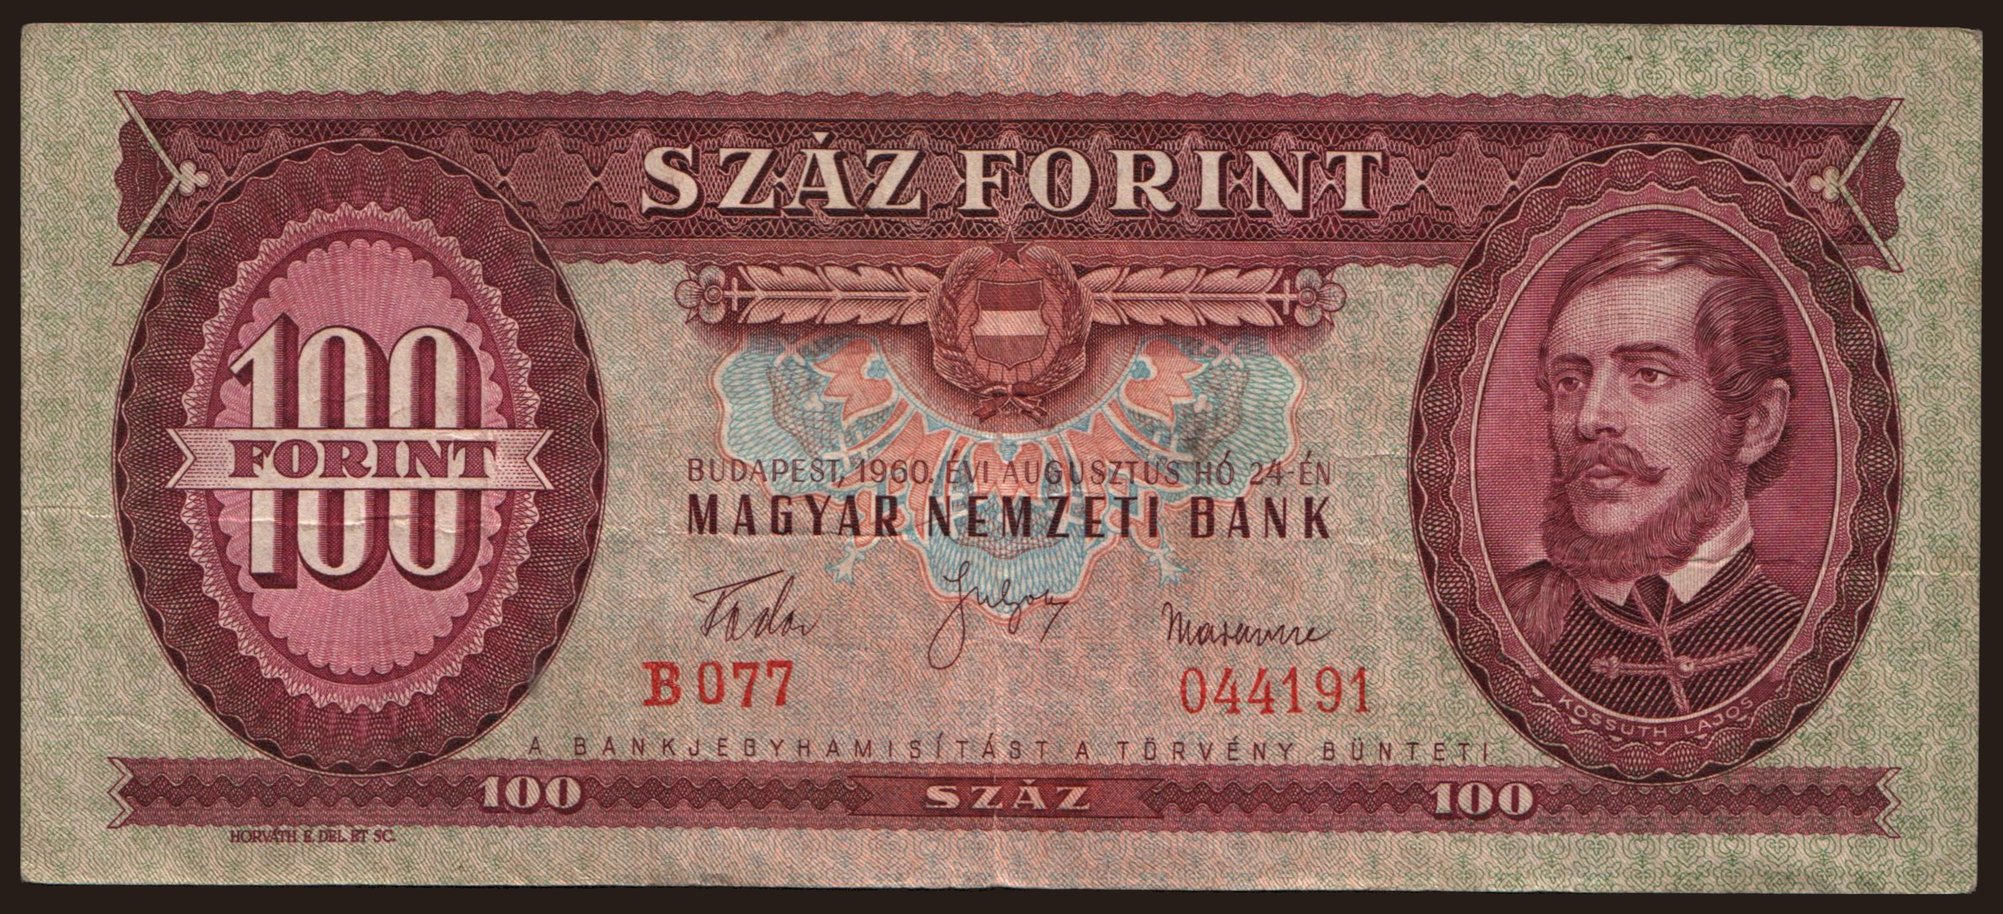 SZÁZ FORINT
100
FORINT
BUDAPEST, 1960. ÉVI AUGUSZTUS HÓ 24-ÉN
MAGYAR NEMZETI BANK
B 077
044191
KOSSUTH LAJOS
A BANKJEGYHAMISÍTÁST A TÖRVÉNY BÜNTETI
100 SZÁZ 100
HORVÁTH E. DEL. ET SC.